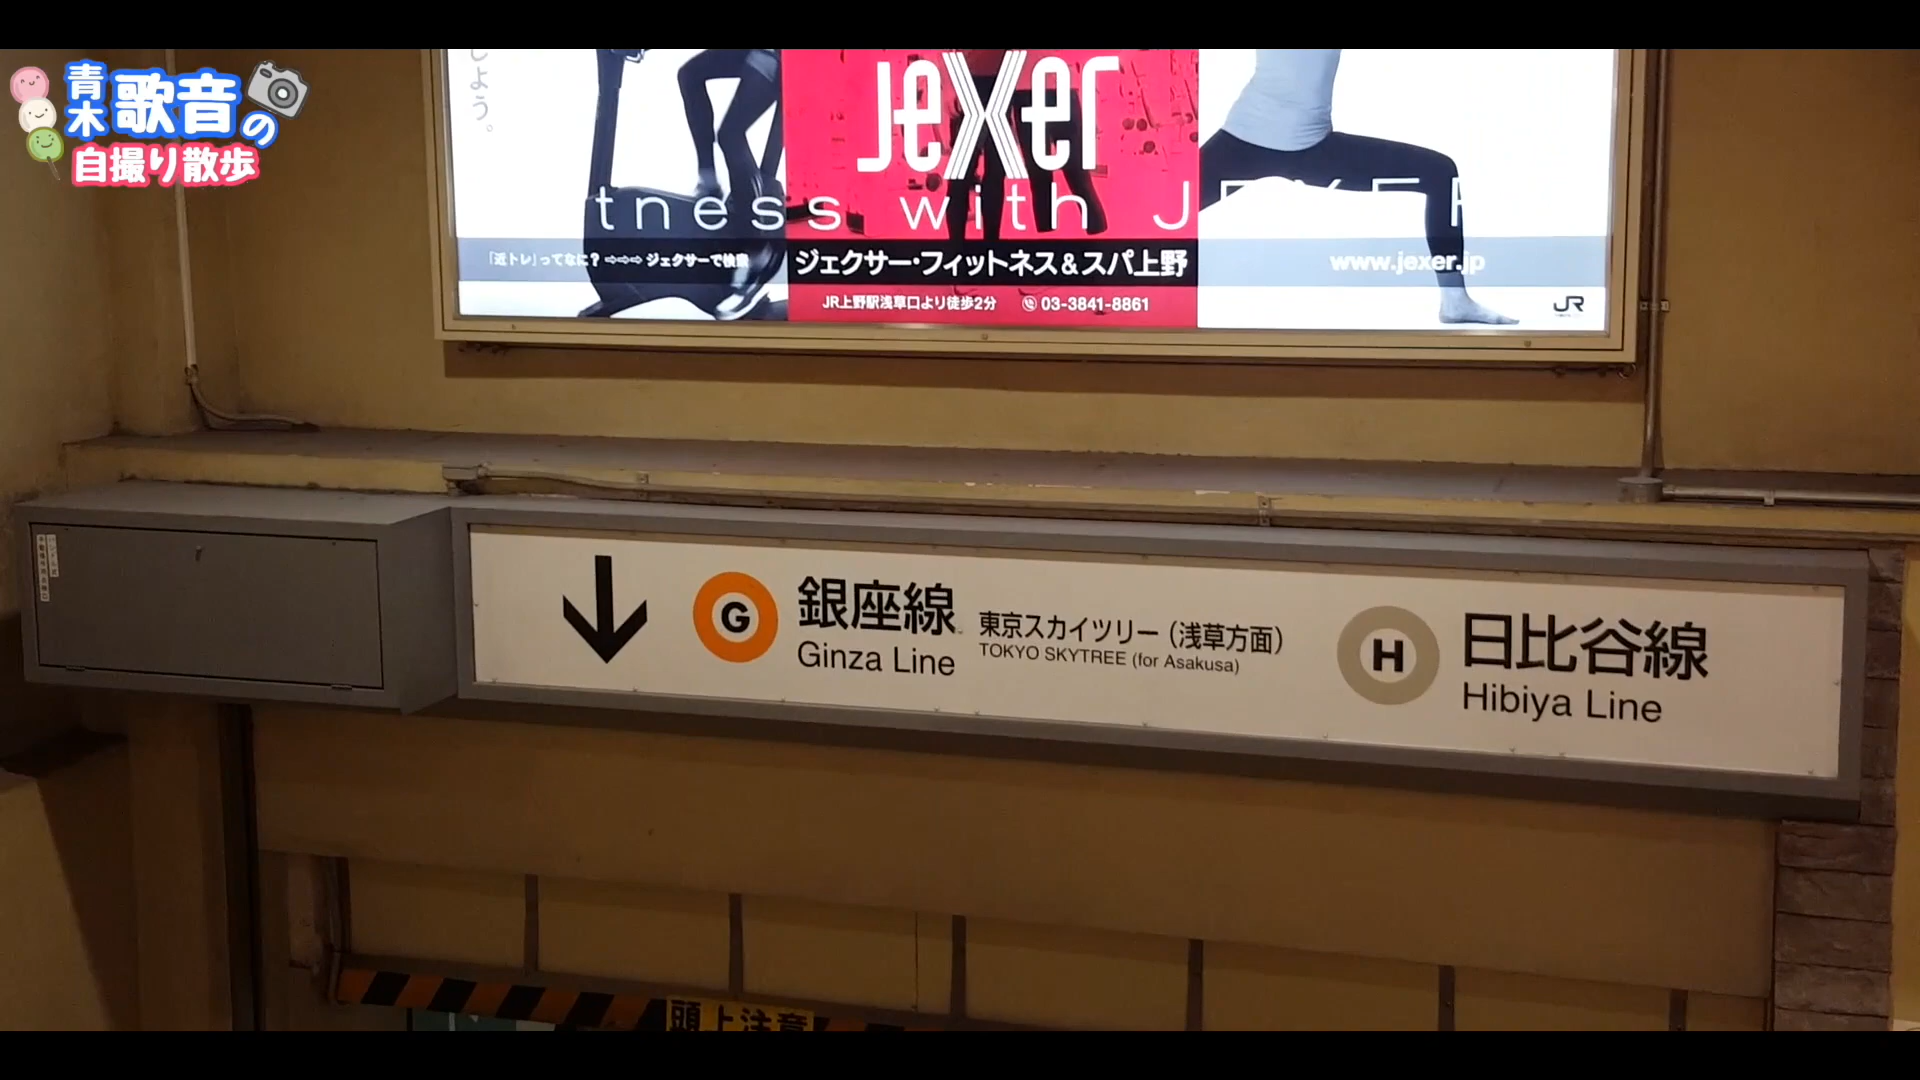 青木歌音の
自撮り散歩
しょう。
JEXER
tness with JEXER
「近トレ」ってなに？⇨⇨⇨ジェクサーで検索
ジェクサー・フィットネス&スパ上野
www.jexer.jp
JR上野駅浅草口より徒歩2分 03-3841-8861
JR
G 銀座線 東京スカイツリー（浅草方面） H 日比谷線
Ginza Line TOKYO SKYTREE (for Asakusa) Hibiya Line
頭上注意